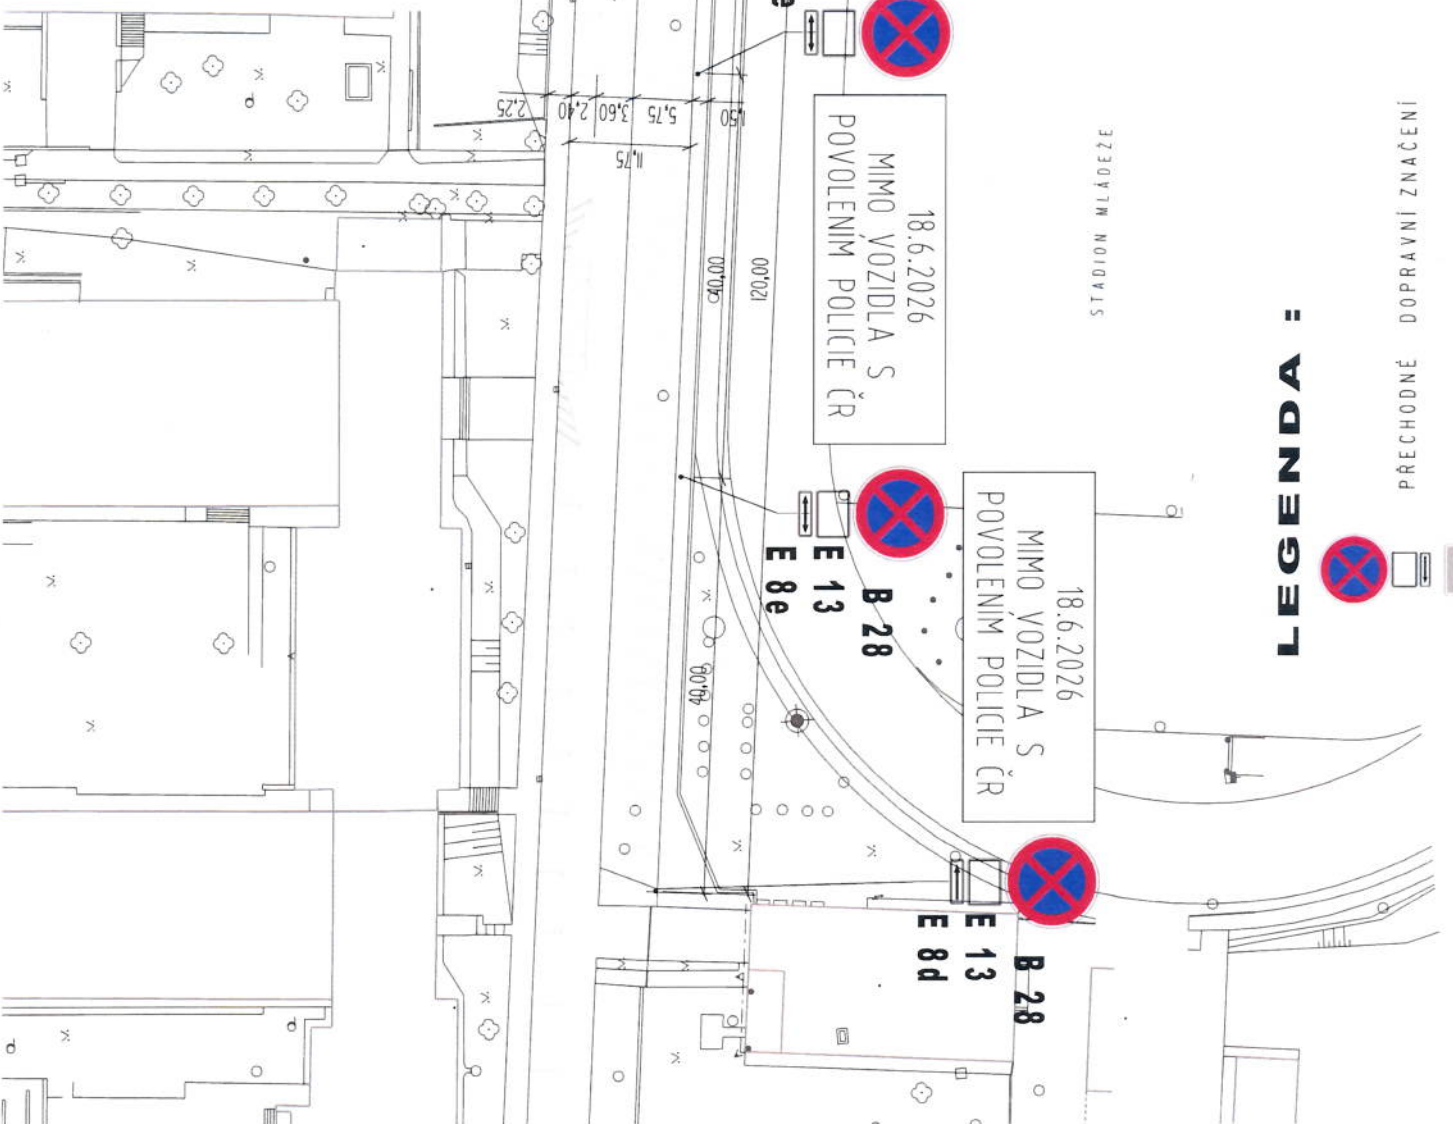 e
2,25
2,40
3,60
5,75
1,50
11,75
18.6.2026
MIMO VOZIDLA S
POVOLENÍM POLICIE ČR
40,00
120,00
STADION MLÁDEŽE
LEGENDA :
PŘECHODNÉ DOPRAVNÍ ZNAČENÍ
B 28
E 13
E 8e
18.6.2026
MIMO VOZIDLA S
POVOLENÍM POLICIE ČR
40,00
B 28
E 13
E 8d